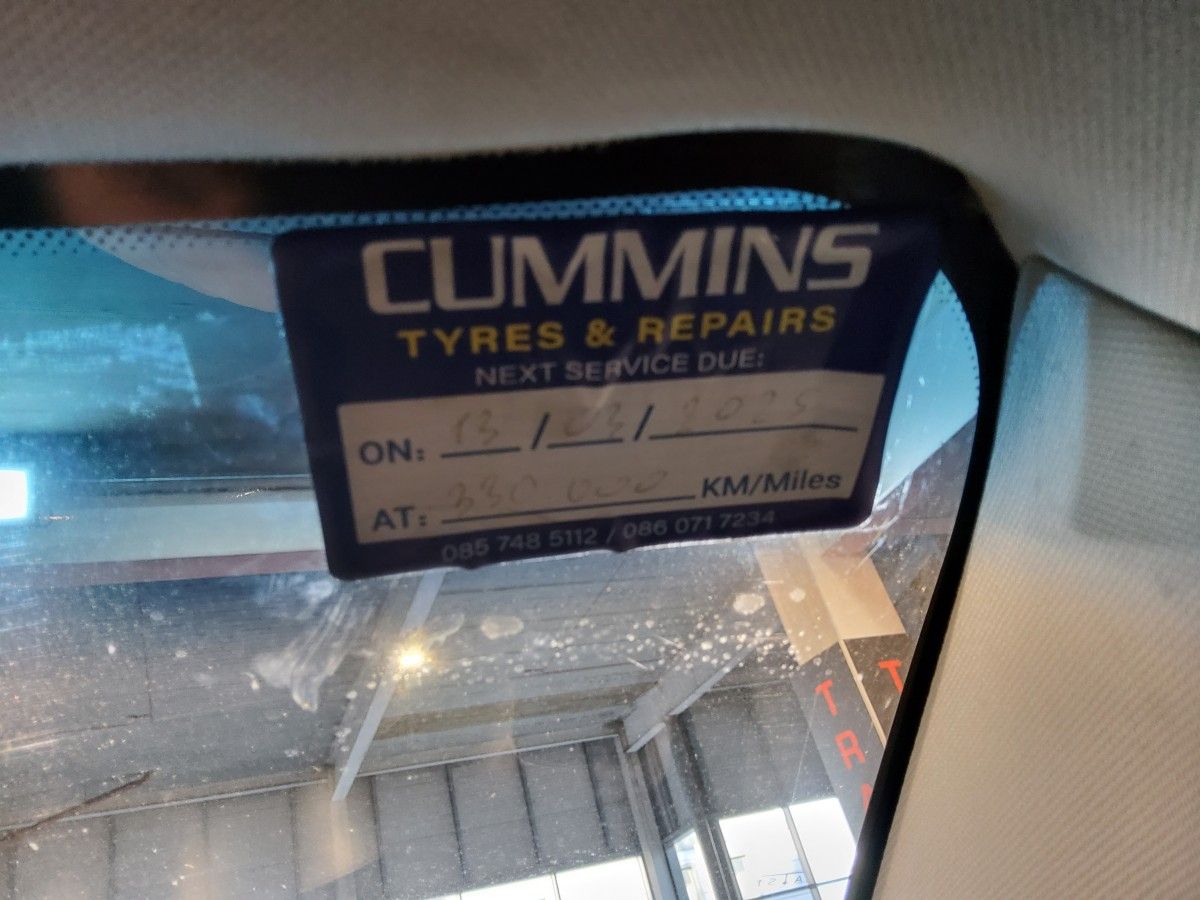 CUMMINS
TYRES & REPAIRS
NEXT SERVICE DUE:
ON: 13/03/2025
AT: 330 000 KM/Miles
085 748 5112 / 086 071 7234
T
TRA